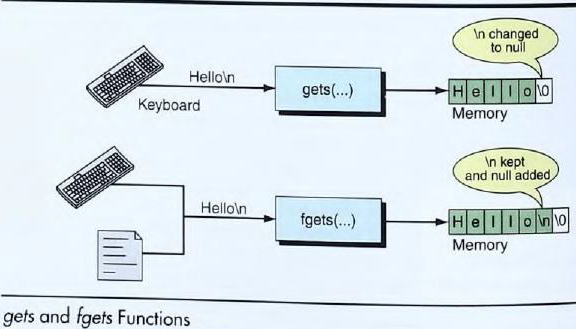 \n changed
to null
Hello\n
gets(...)
H e l l o \0
Keyboard
Memory
\n kept
and null added
Hello\n
fgets(...)
H e l l o \n \0
Memory
gets and fgets Functions